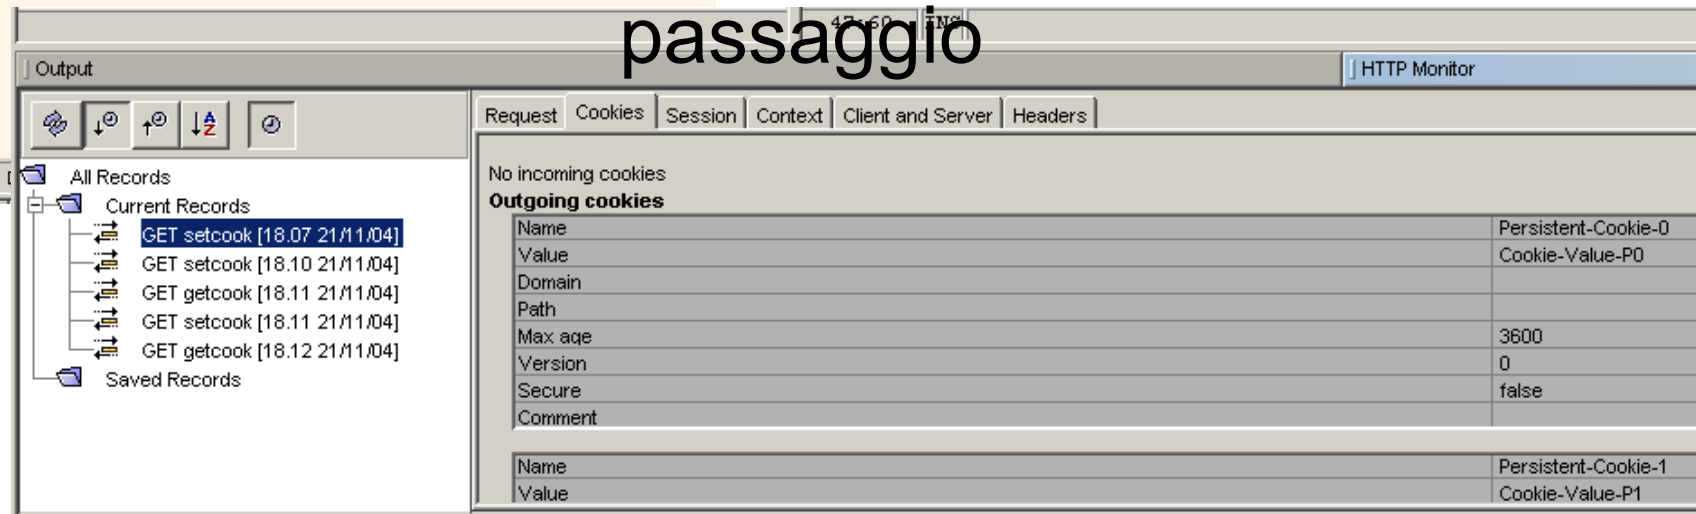 passaggio
47:60 INS
Output
HTTP Monitor
Request Cookies Session Context Client and Server Headers
All Records
Current Records
GET setcook [18.07 21/11/04]
GET setcook [18.10 21/11/04]
GET getcook [18.11 21/11/04]
GET setcook [18.11 21/11/04]
GET getcook [18.12 21/11/04]
Saved Records
No incoming cookies
Outgoing cookies
Name Persistent-Cookie-0
Value Cookie-Value-P0
Domain
Path
Max age 3600
Version 0
Secure false
Comment
Name Persistent-Cookie-1
Value Cookie-Value-P1